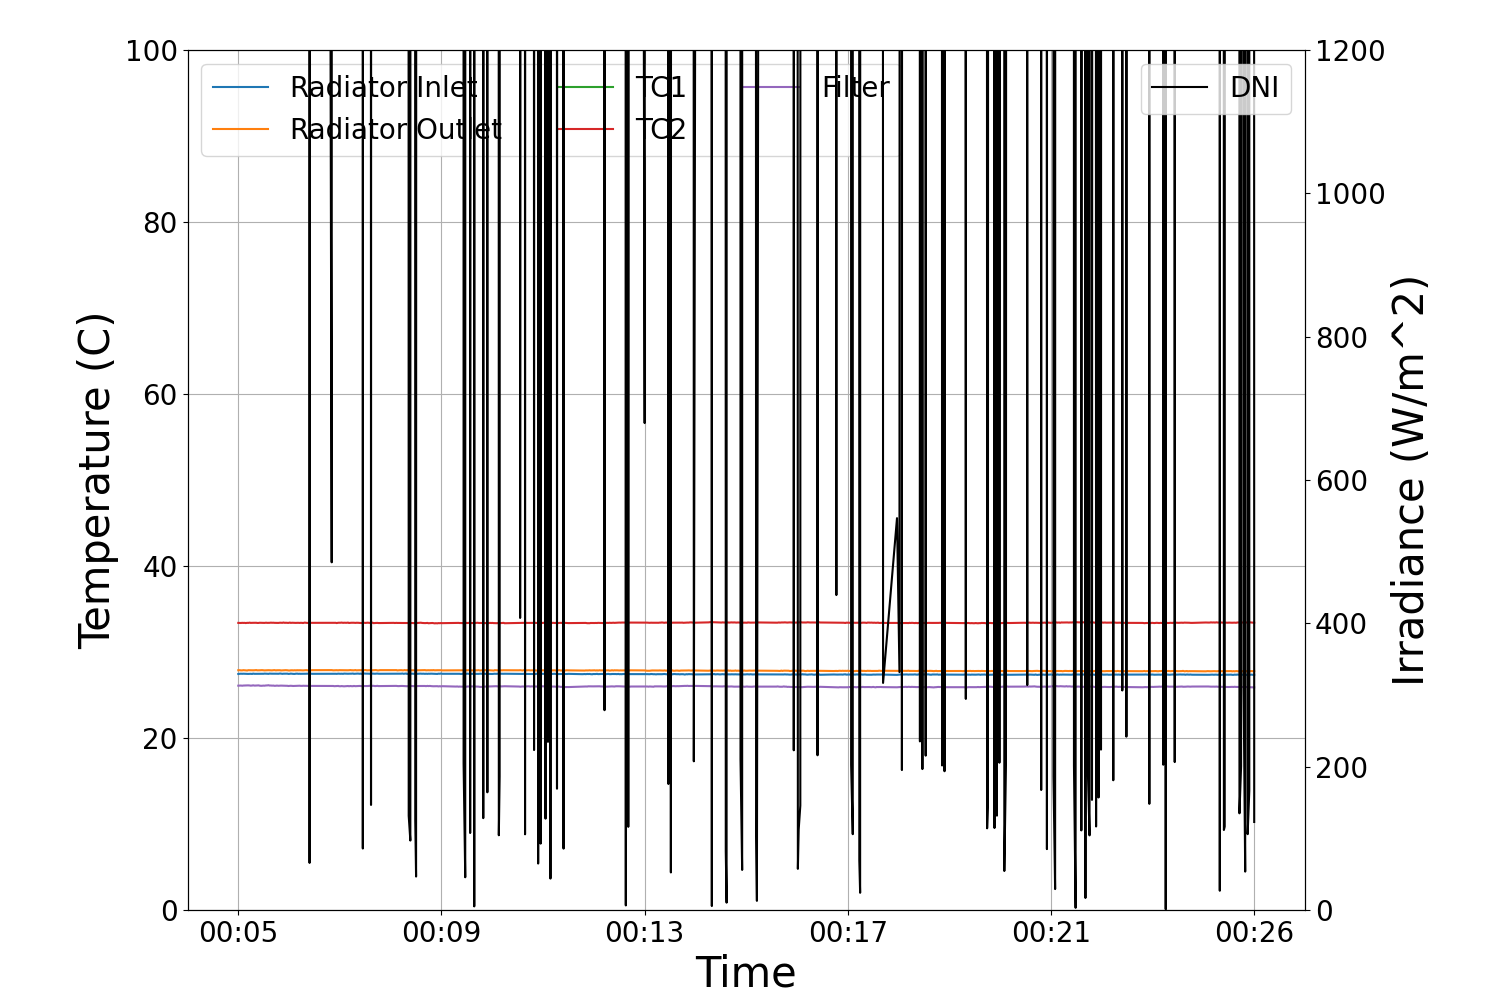 100
80
60
40
20
0
Temperature (C)
Radiator Inlet
Radiator Outlet
TC1
TC2
Filter
DNI
1200
1000
800
600
400
200
0
Irradiance (W/m^2)
00:05 00:09 00:13 00:17 00:21 00:26
Time